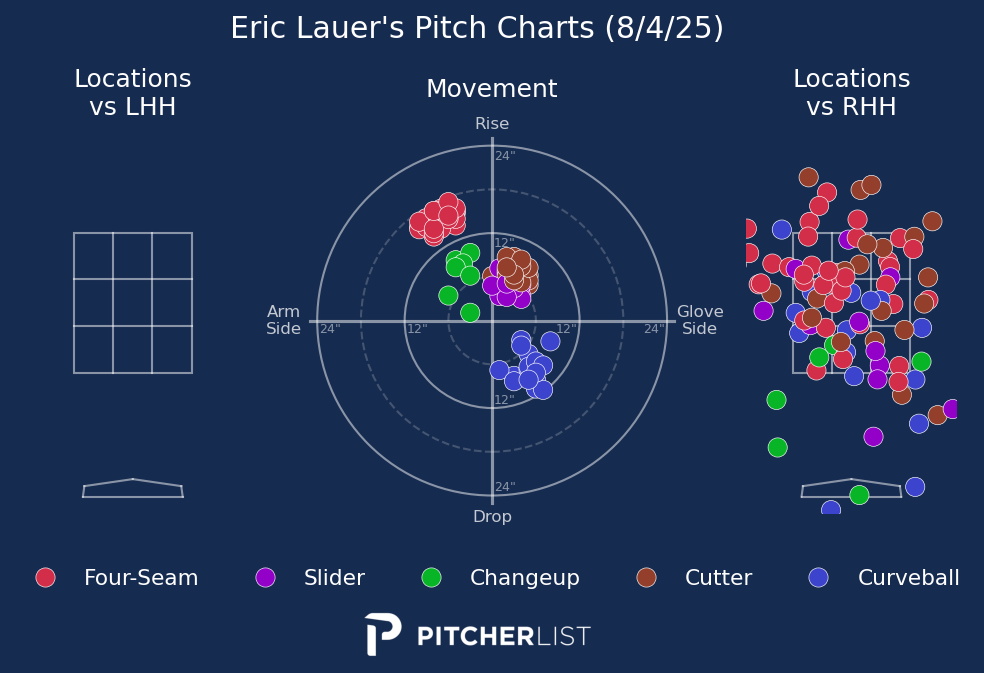 Eric Lauer's Pitch Charts (8/4/25)
Locations
vs LHH
Movement
Locations
vs RHH
Rise
24"
12"
Arm
Side
24"
12"
12"
24"
Glove
Side
12"
24"
Drop
Four-Seam
Slider
Changeup
Cutter
Curveball
PITCHERLIST